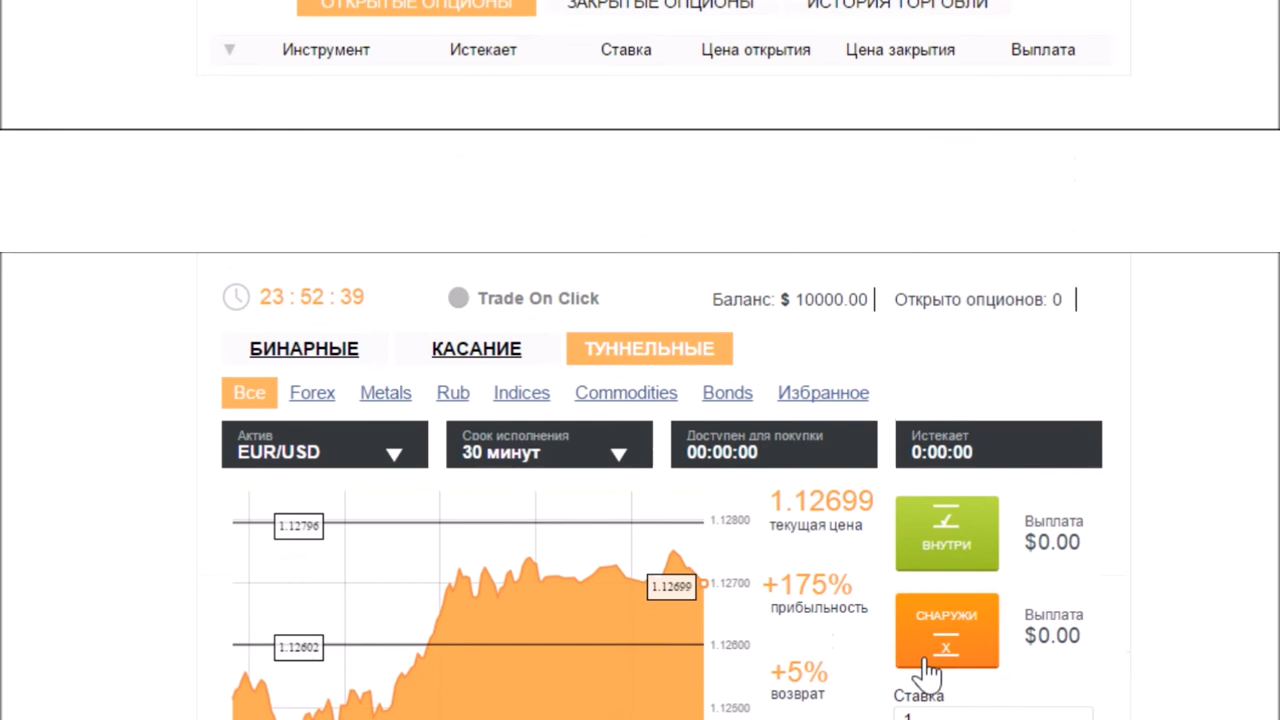 ОТКРЫТЫЕ ОПЦИОНЫ ЗАКРЫТЫЕ ОПЦИОНЫ ИСТОРИЯ ТОРГОВЛИ
Инструмент Истекает Ставка Цена открытия Цена закрытия Выплата
23 : 52 : 39 Trade On Click Баланс: $ 10000.00 Открыто опционов: 0
БИНАРНЫЕ КАСАНИЕ ТУННЕЛЬНЫЕ
Все Forex Metals Rub Indices Commodities Bonds Избранное
Актив Срок исполнения Доступен для покупки Истекает
EUR/USD 30 минут 00:00:00 0:00:00
1.12796
1.12602
1.12699
1.12800
1.12700
1.12600
1.12500
1.12699
текущая цена
+175%
прибыльность
+5%
возврат
ВНУТРИ
Выплата
$0.00
СНАРУЖИ
X
Выплата
$0.00
Ставка
1